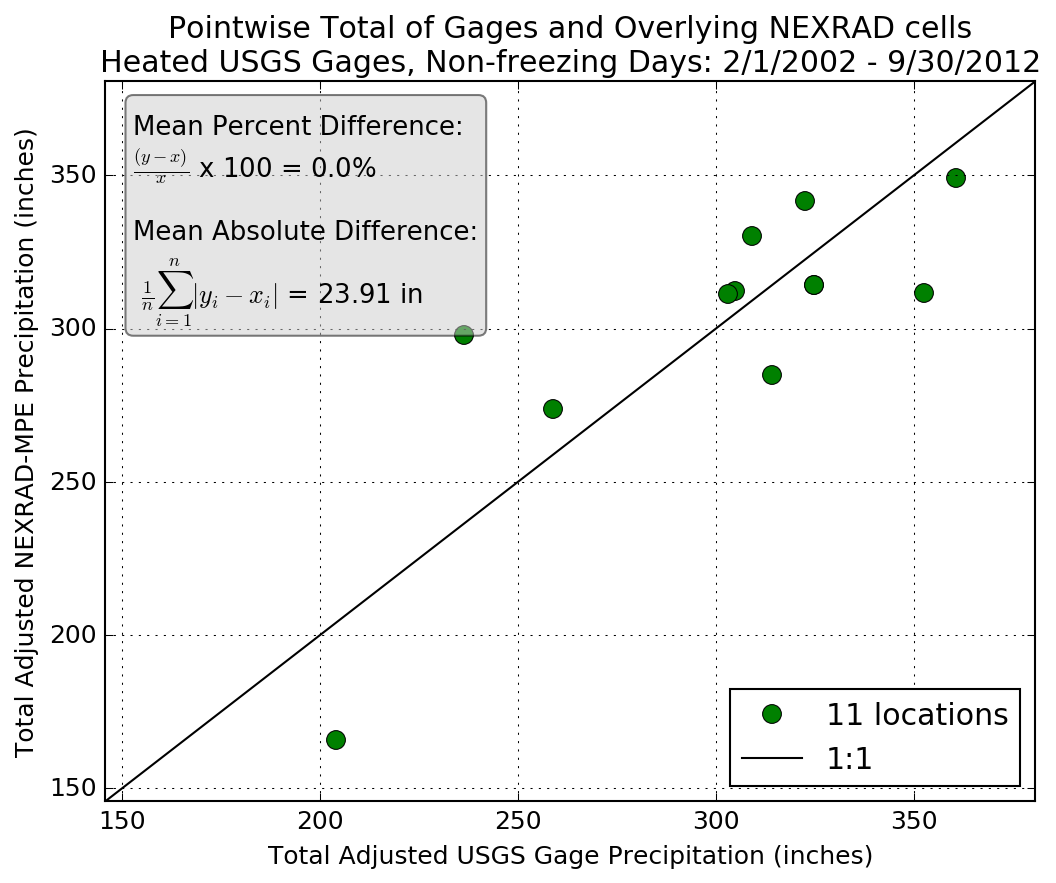 Pointwise Total of Gages and Overlying NEXRAD cells
Heated USGS Gages, Non-freezing Days: 2/1/2002 - 9/30/2012
Mean Percent Difference:
(y − x)
x
x 100 = 0.0%
Mean Absolute Difference:
1/n ∑ⁿᵢ₌₁ |yᵢ − xᵢ| = 23.91 in
Total Adjusted NEXRAD-MPE Precipitation (inches)
350
300
250
200
150
11 locations
1:1
150 200 250 300 350
Total Adjusted USGS Gage Precipitation (inches)